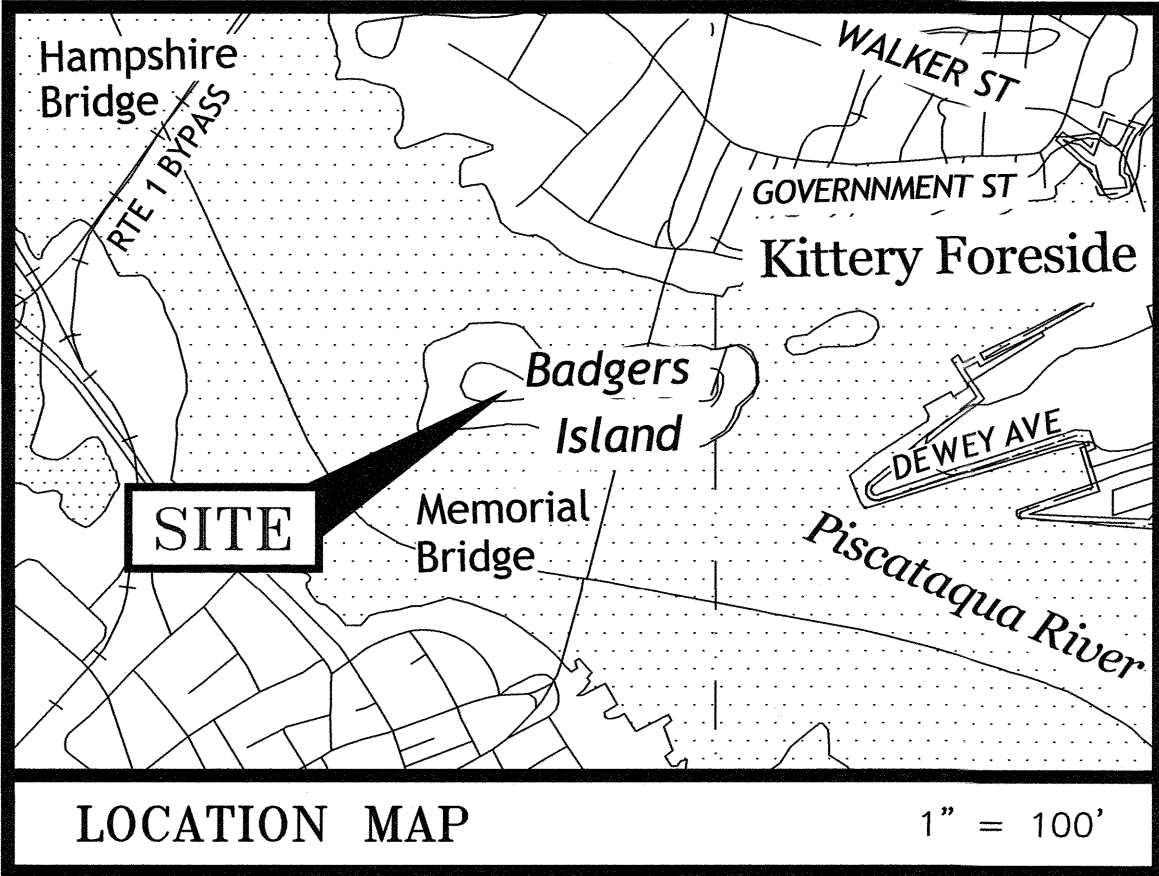 Hampshire
Bridge
RTE 1 BYPASS
WALKER ST
GOVERNNMENT ST
Kittery Foreside
Badgers
Island
DEWEY AVE
SITE
Memorial
Bridge
Piscataqua River
LOCATION MAP
1” = 100’